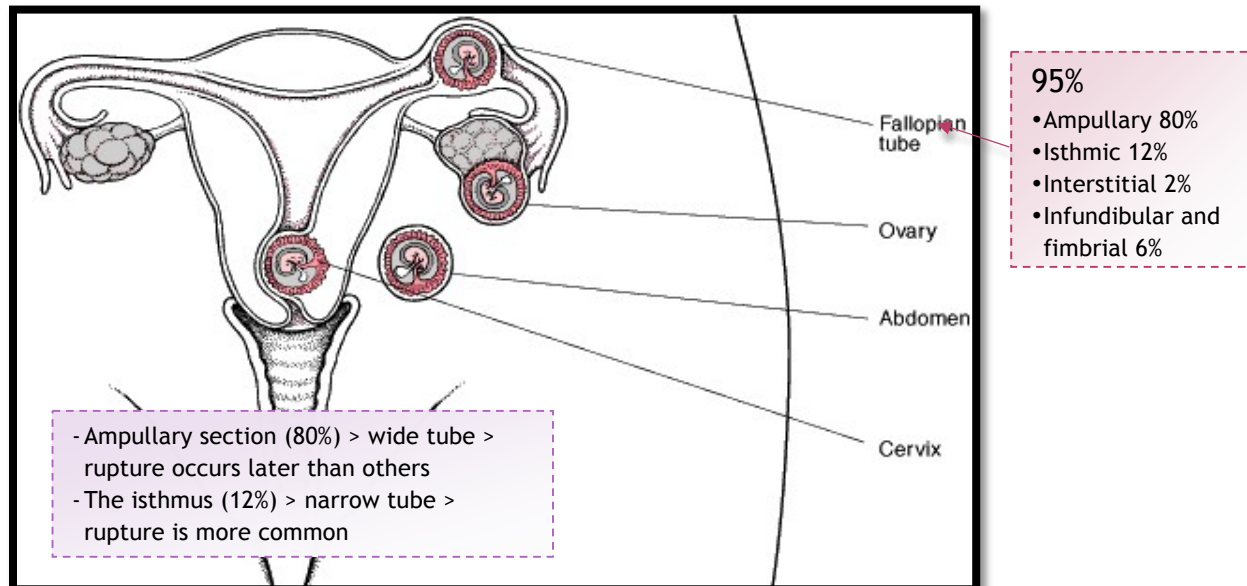 95%
•Ampullary 80%
•Isthmic 12%
•Interstitial 2%
•Infundibular and
fimbrial 6%
Fallopian
tube
Ovary
Abdomen
Cervix
- Ampullary section (80%) > wide tube >
rupture occurs later than others
- The isthmus (12%) > narrow tube >
rupture is more common